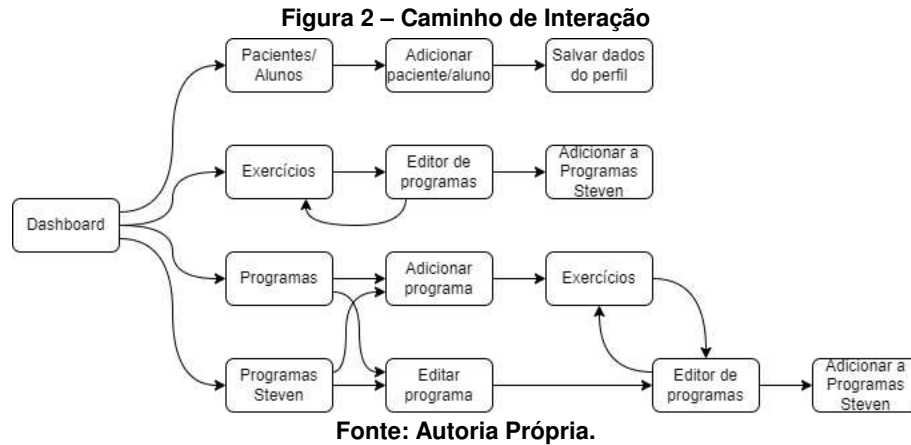 Figura 2 – Caminho de Interação
Pacientes/
Alunos
Adicionar
paciente/aluno
Salvar dados
do perfil
Exercícios
Editor de
programas
Adicionar a
Programas
Steven
Dashboard
Programas
Adicionar
programa
Exercícios
Programas
Steven
Editar
programa
Editor de
programas
Adicionar a
Programas
Steven
Fonte: Autoria Própria.